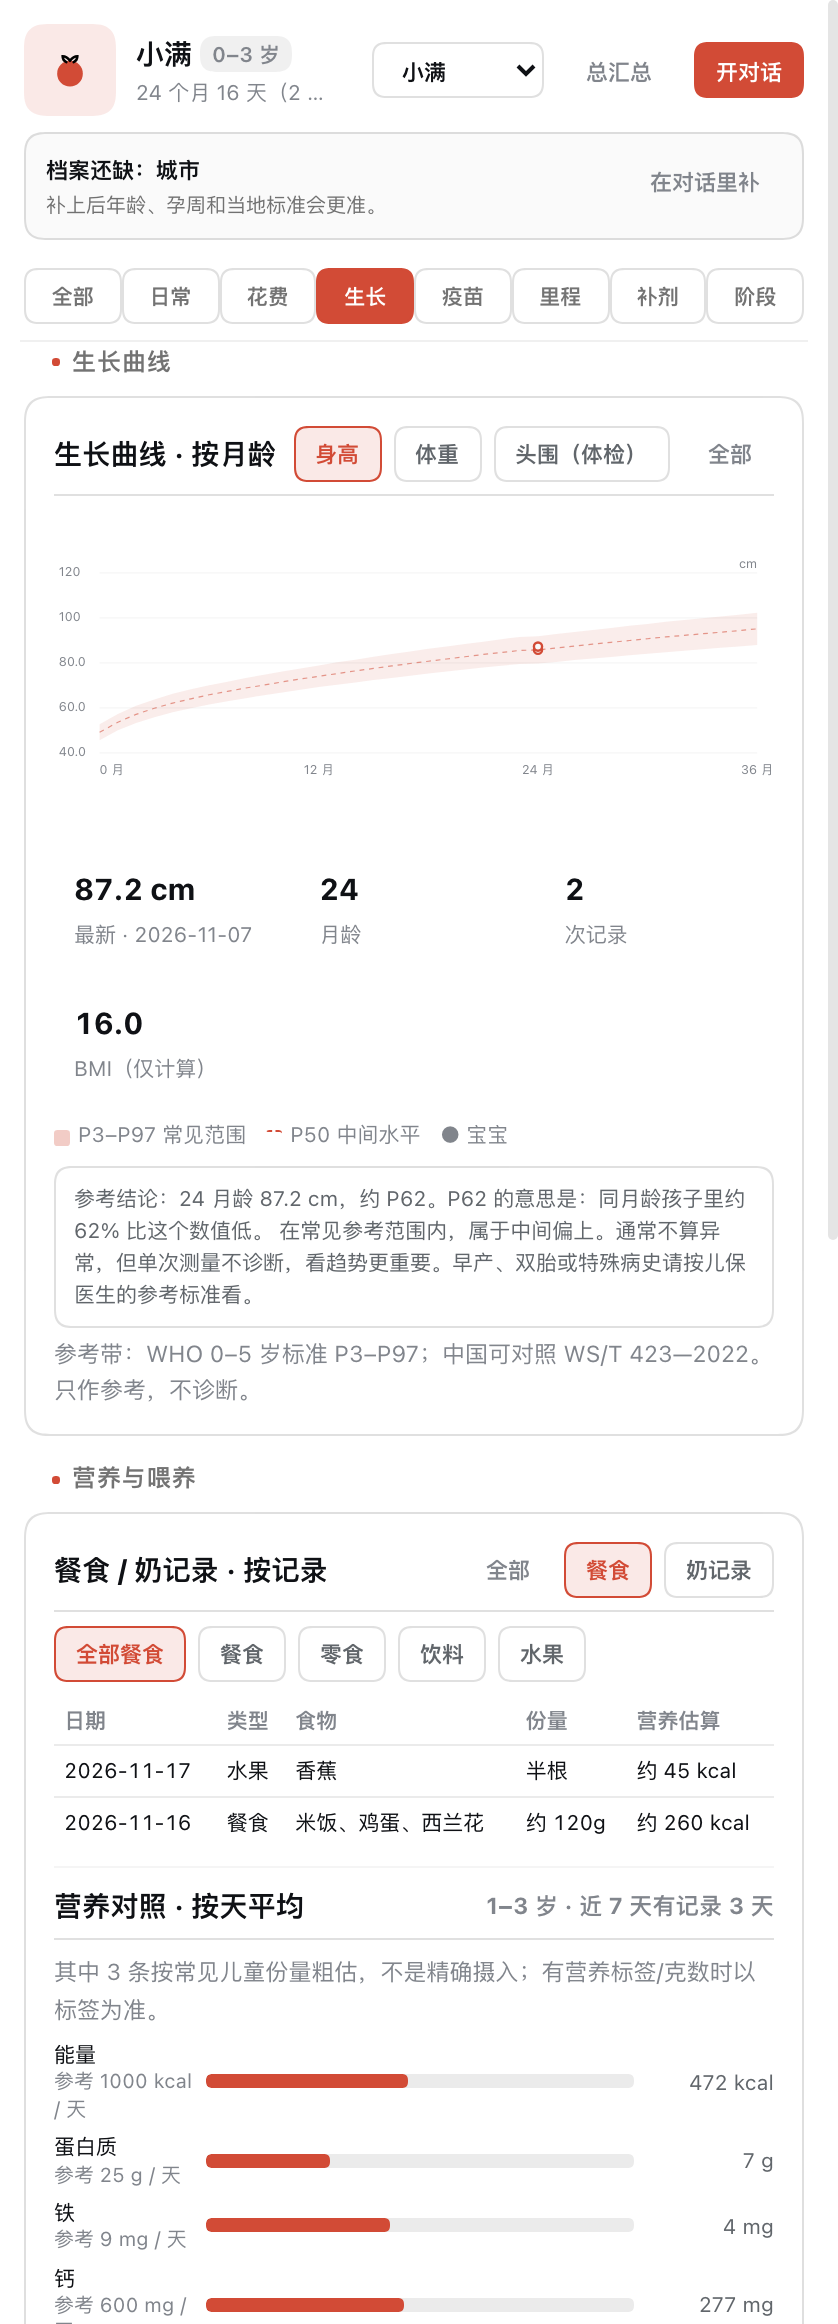 小满 0–3 岁
24 个月 16 天（2 ...
小满
总汇总
开对话
档案还缺：城市
补上后年龄、孕周和当地标准会更准。
在对话里补
全部 日常 花费 生长 疫苗 里程 补剂 阶段
生长曲线
生长曲线 · 按月龄 身高 体重 头围（体检） 全部
cm
120
100
80.0
60.0
40.0
0 月 12 月 24 月 36 月
87.2 cm
最新 · 2026-11-07
24
月龄
2
次记录
16.0
BMI（仅计算）
P3–P97 常见范围 P50 中间水平 宝宝
参考结论：24 月龄 87.2 cm，约 P62。P62 的意思是：同月龄孩子里约
62% 比这个数值低。 在常见参考范围内，属于中间偏上。通常不算异
常，但单次测量不诊断，看趋势更重要。早产、双胎或特殊病史请按儿保
医生的参考标准看。
参考带：WHO 0–5 岁标准 P3–P97；中国可对照 WS/T 423—2022。
只作参考，不诊断。
营养与喂养
餐食 / 奶记录 · 按记录 全部 餐食 奶记录
全部餐食 餐食 零食 饮料 水果
日期 类型 食物 份量 营养估算
2026-11-17 水果 香蕉 半根 约 45 kcal
2026-11-16 餐食 米饭、鸡蛋、西兰花 约 120g 约 260 kcal
营养对照 · 按天平均 1–3 岁 · 近 7 天有记录 3 天
其中 3 条按常见儿童份量粗估，不是精确摄入；有营养标签/克数时以
标签为准。
能量
参考 1000 kcal
/ 天
472 kcal
蛋白质
参考 25 g / 天
7 g
铁
参考 9 mg / 天
4 mg
钙
参考 600 mg /
277 mg